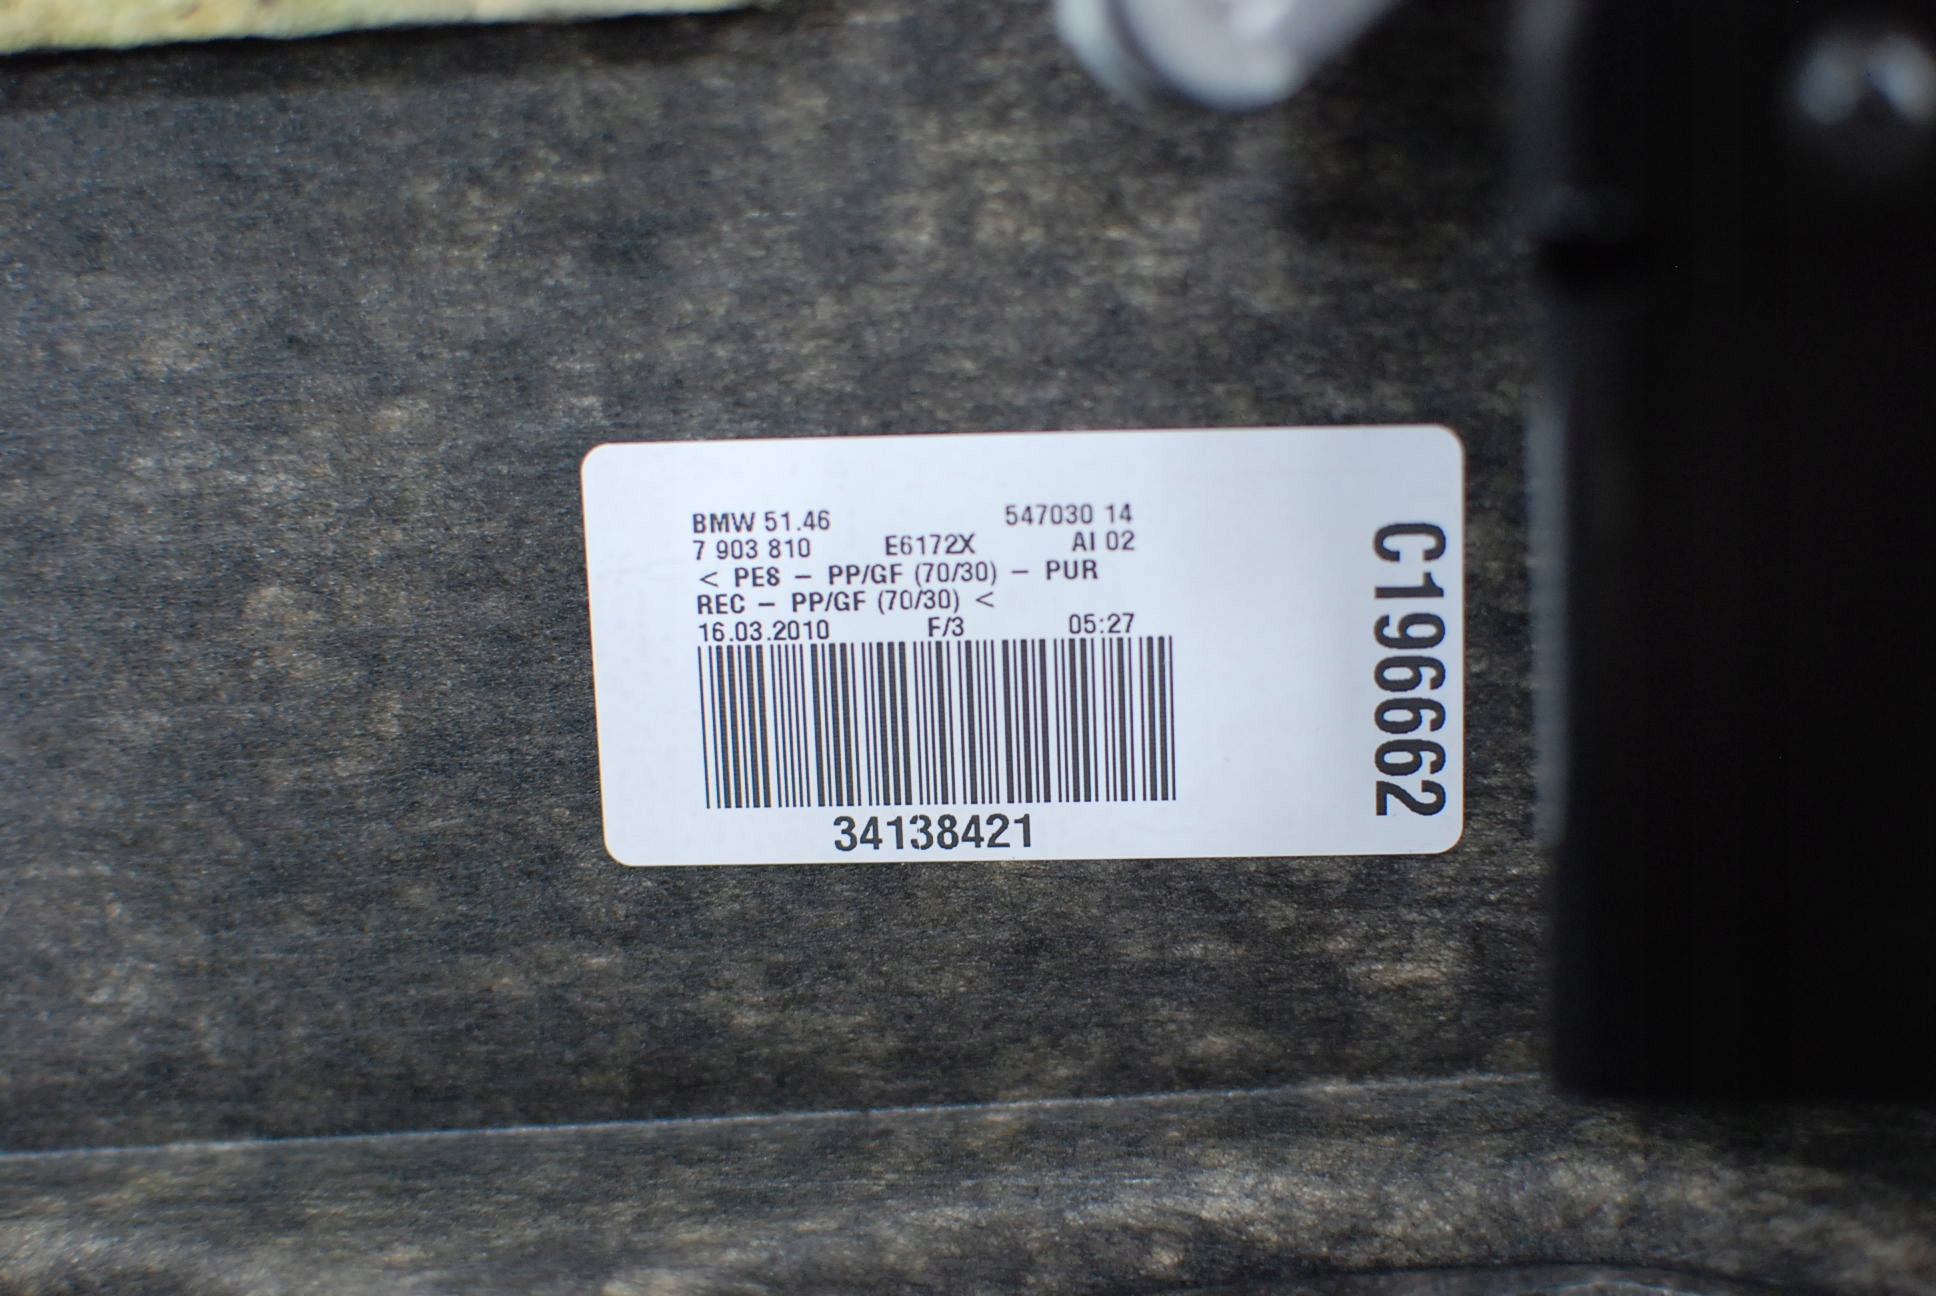 BMW 51.46 547030 14
7 903 810 E6172X AI 02
< PES - PP/GF (70/30) - PUR
REC - PP/GF (70/30) <
16.03.2010 F/3 05:27
34138421
C196662